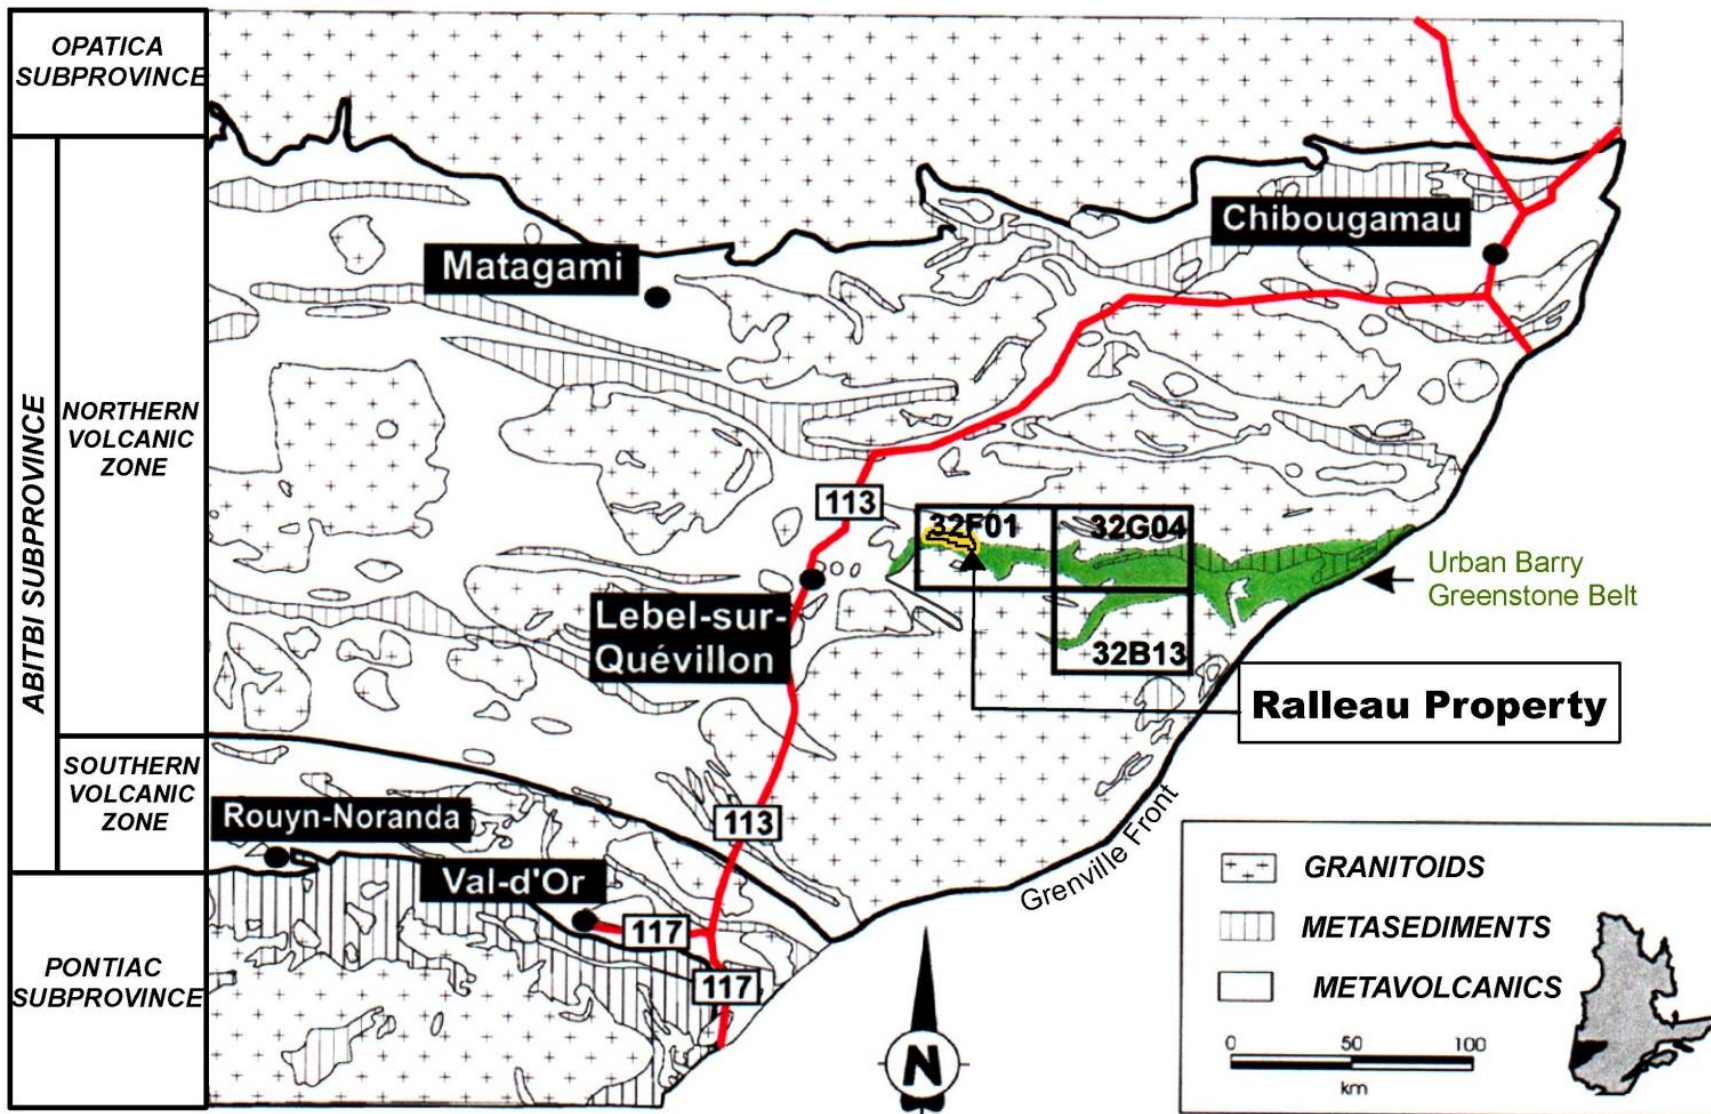 OPATICA
SUBPROVINCE
ABITBI SUBPROVINCE
NORTHERN
VOLCANIC
ZONE
SOUTHERN
VOLCANIC
ZONE
PONTIAC
SUBPROVINCE
Chibougamau
Matagami
113
32F01
32G04
Urban Barry
Greenstone Belt
Lebel-sur-
Quévillon
32B13
Ralleau Property
Rouyn-Noranda
113
Val-d'Or
117
117
Grenville Front
N
GRANITOIDS
METASEDIMENTS
METAVOLCANICS
0 50 100
km